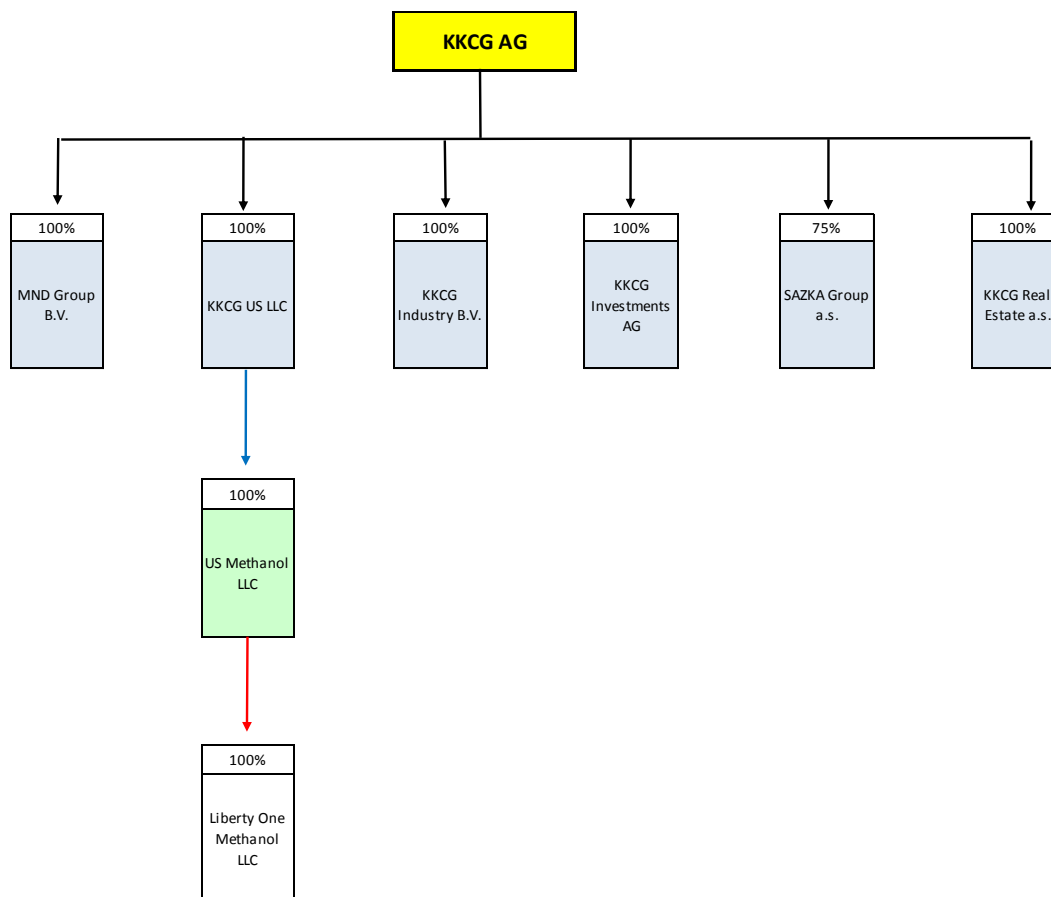 KKCG AG
100%
MND Group
B.V.
100%
KKCG US LLC
100%
KKCG
Industry B.V.
100%
KKCG
Investments
AG
75%
SAZKA Group
a.s.
100%
KKCG Real
Estate a.s.
100%
US Methanol
LLC
100%
Liberty One
Methanol
LLC